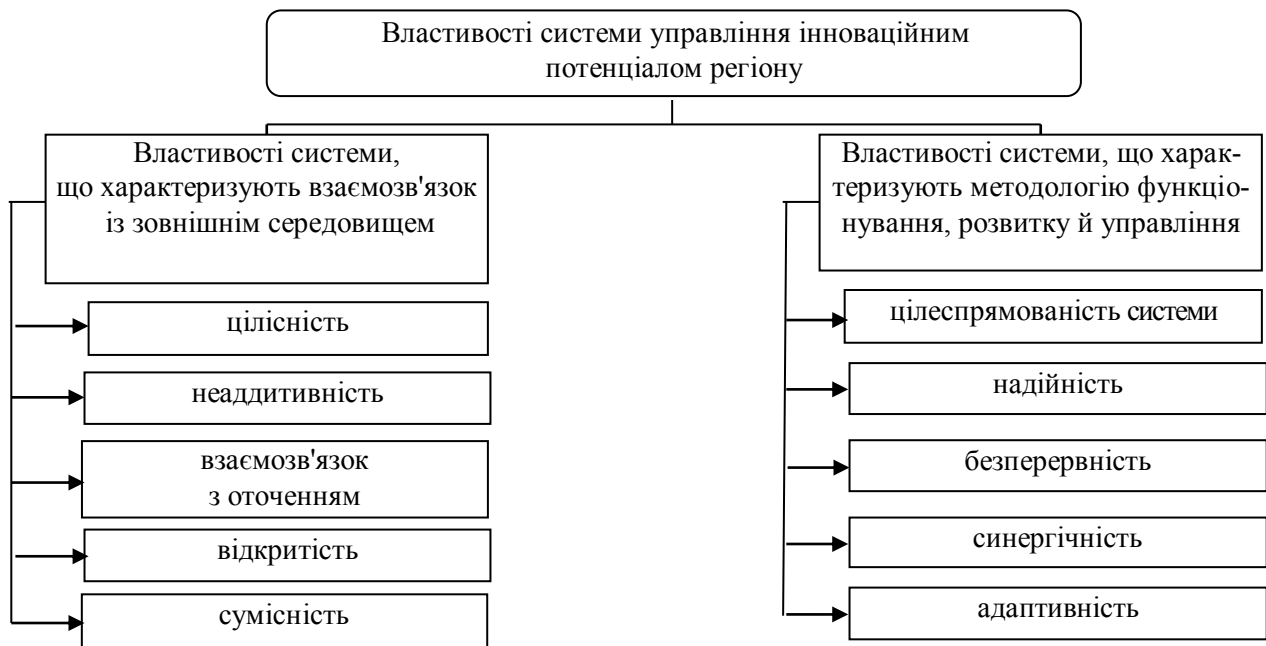 Властивості системи управління інноваційним
потенціалом регіону
Властивості системи,
що характеризують взаємозв'язок
із зовнішнім середовищем
цілісність
неаддитивність
взаємозв'язок
з оточенням
відкритість
сумісність
Властивості системи, що харак-
теризують методологію функціо-
нування, розвитку й управління
цілеспрямованість системи
надійність
безперервність
синергічність
адаптивність